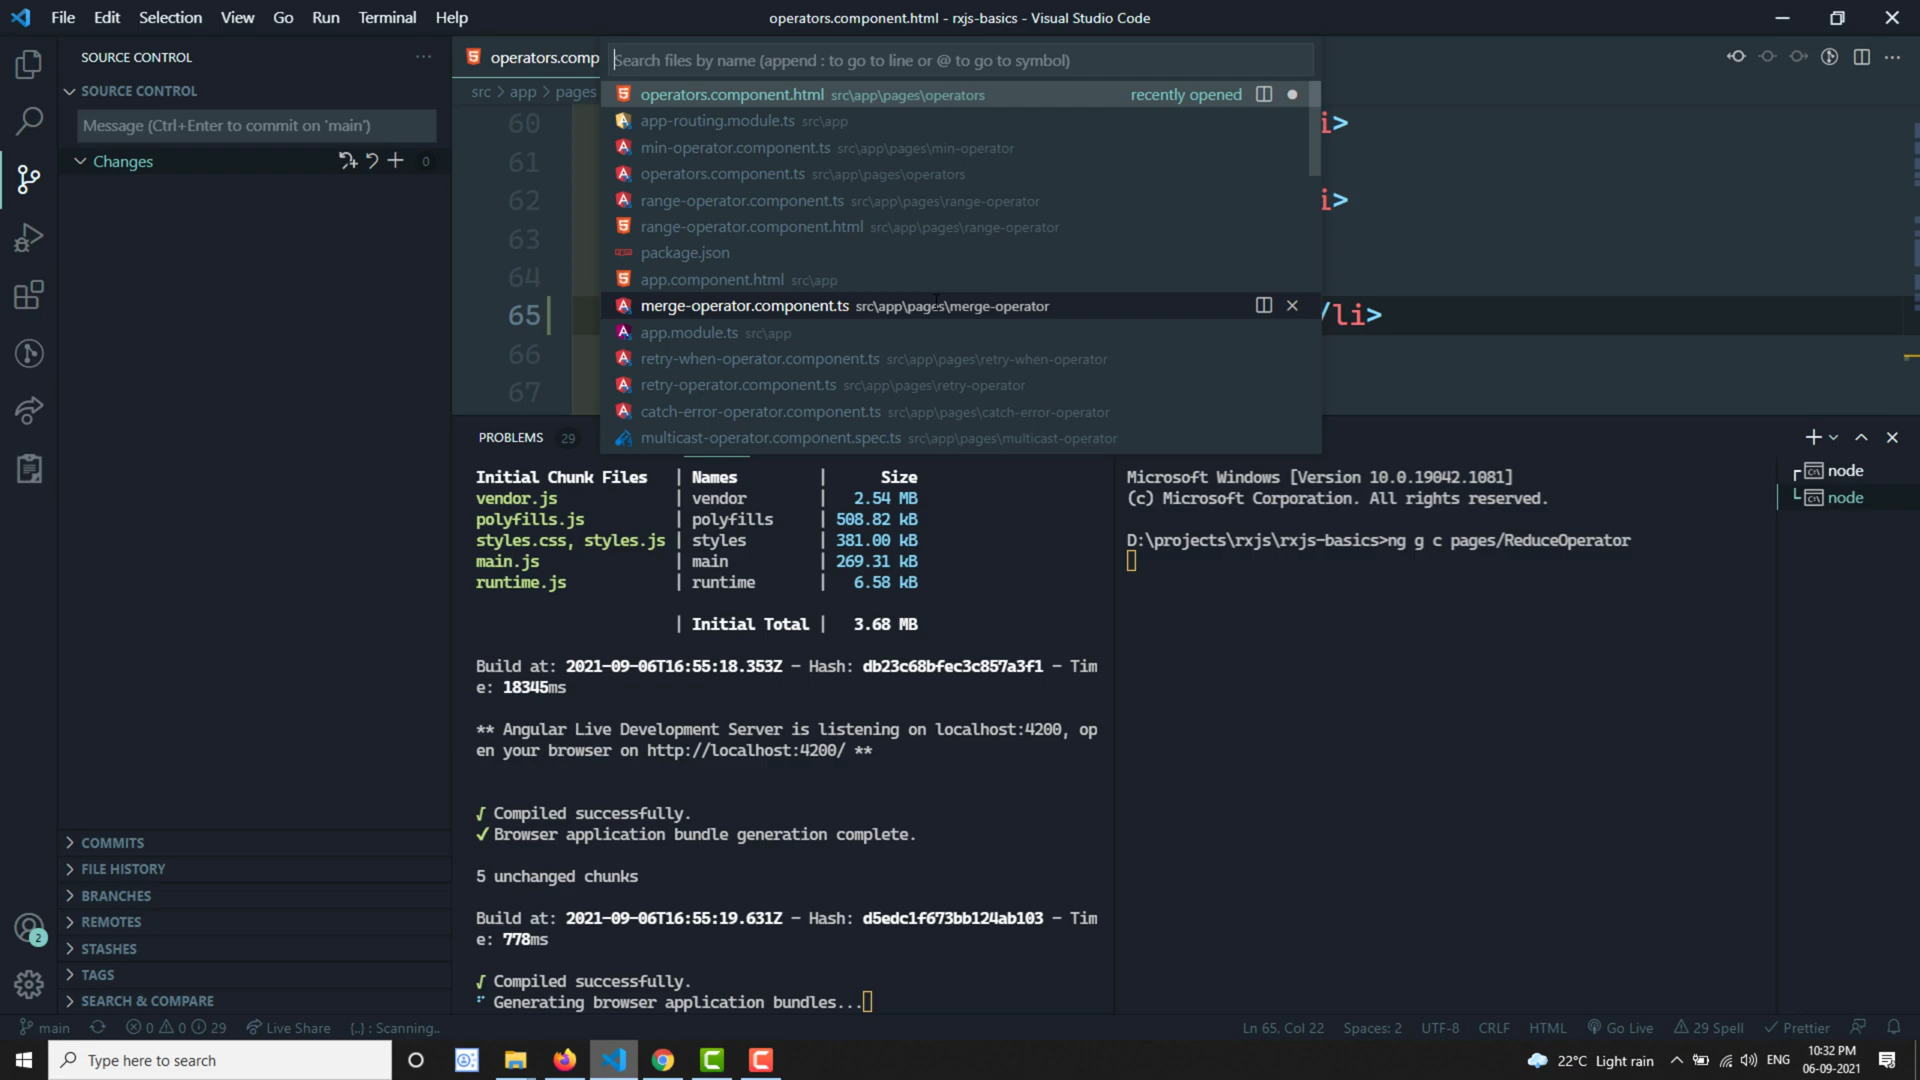 File Edit Selection View Go Run Terminal Help
operators.component.html - rxjs-basics - Visual Studio Code
SOURCE CONTROL
SOURCE CONTROL
Message (Ctrl+Enter to commit on 'main')
Changes 0
COMMITS
FILE HISTORY
BRANCHES
REMOTES
STASHES
TAGS
SEARCH & COMPARE
2
operators.comp
src > app > pages
Search files by name (append : to go to line or @ to go to symbol)
operators.component.html src\app\pages\operators recently opened
app-routing.module.ts src\app
min-operator.component.ts src\app\pages\min-operator
operators.component.ts src\app\pages\operators
range-operator.component.ts src\app\pages\range-operator
range-operator.component.html src\app\pages\range-operator
package.json
app.component.html src\app
merge-operator.component.ts src\app\pages\merge-operator
app.module.ts src\app
retry-when-operator.component.ts src\app\pages\retry-when-operator
retry-operator.component.ts src\app\pages\retry-operator
catch-error-operator.component.ts src\app\pages\catch-error-operator
multicast-operator.component.spec.ts src\app\pages\multicast-operator
60 i>
61
62 i>
63
64
65 /li>
66
67
PROBLEMS 29
Initial Chunk Files | Names | Size
vendor.js | vendor | 2.54 MB
polyfills.js | polyfills | 508.82 kB
styles.css, styles.js | styles | 381.00 kB
main.js | main | 269.31 kB
runtime.js | runtime | 6.58 kB
| Initial Total | 3.68 MB
Build at: 2021-09-06T16:55:18.353Z - Hash: db23c68bfec3c857a3f1 - Tim
e: 18345ms
** Angular Live Development Server is listening on localhost:4200, op
en your browser on http://localhost:4200/ **
√ Compiled successfully.
✔ Browser application bundle generation complete.
5 unchanged chunks
Build at: 2021-09-06T16:55:19.631Z - Hash: d5edc1f673bb124ab103 - Tim
e: 778ms
√ Compiled successfully.
Generating browser application bundles...
Microsoft Windows [Version 10.0.19042.1081]
(c) Microsoft Corporation. All rights reserved.
D:\projects\rxjs\rxjs-basics>ng g c pages/ReduceOperator
node
node
main 0 0 29 Live Share {..} : Scanning.. Ln 65, Col 22 Spaces: 2 UTF-8 CRLF HTML Go Live 29 Spell Prettier
Type here to search
22°C Light rain ENG
10:32 PM
06-09-2021